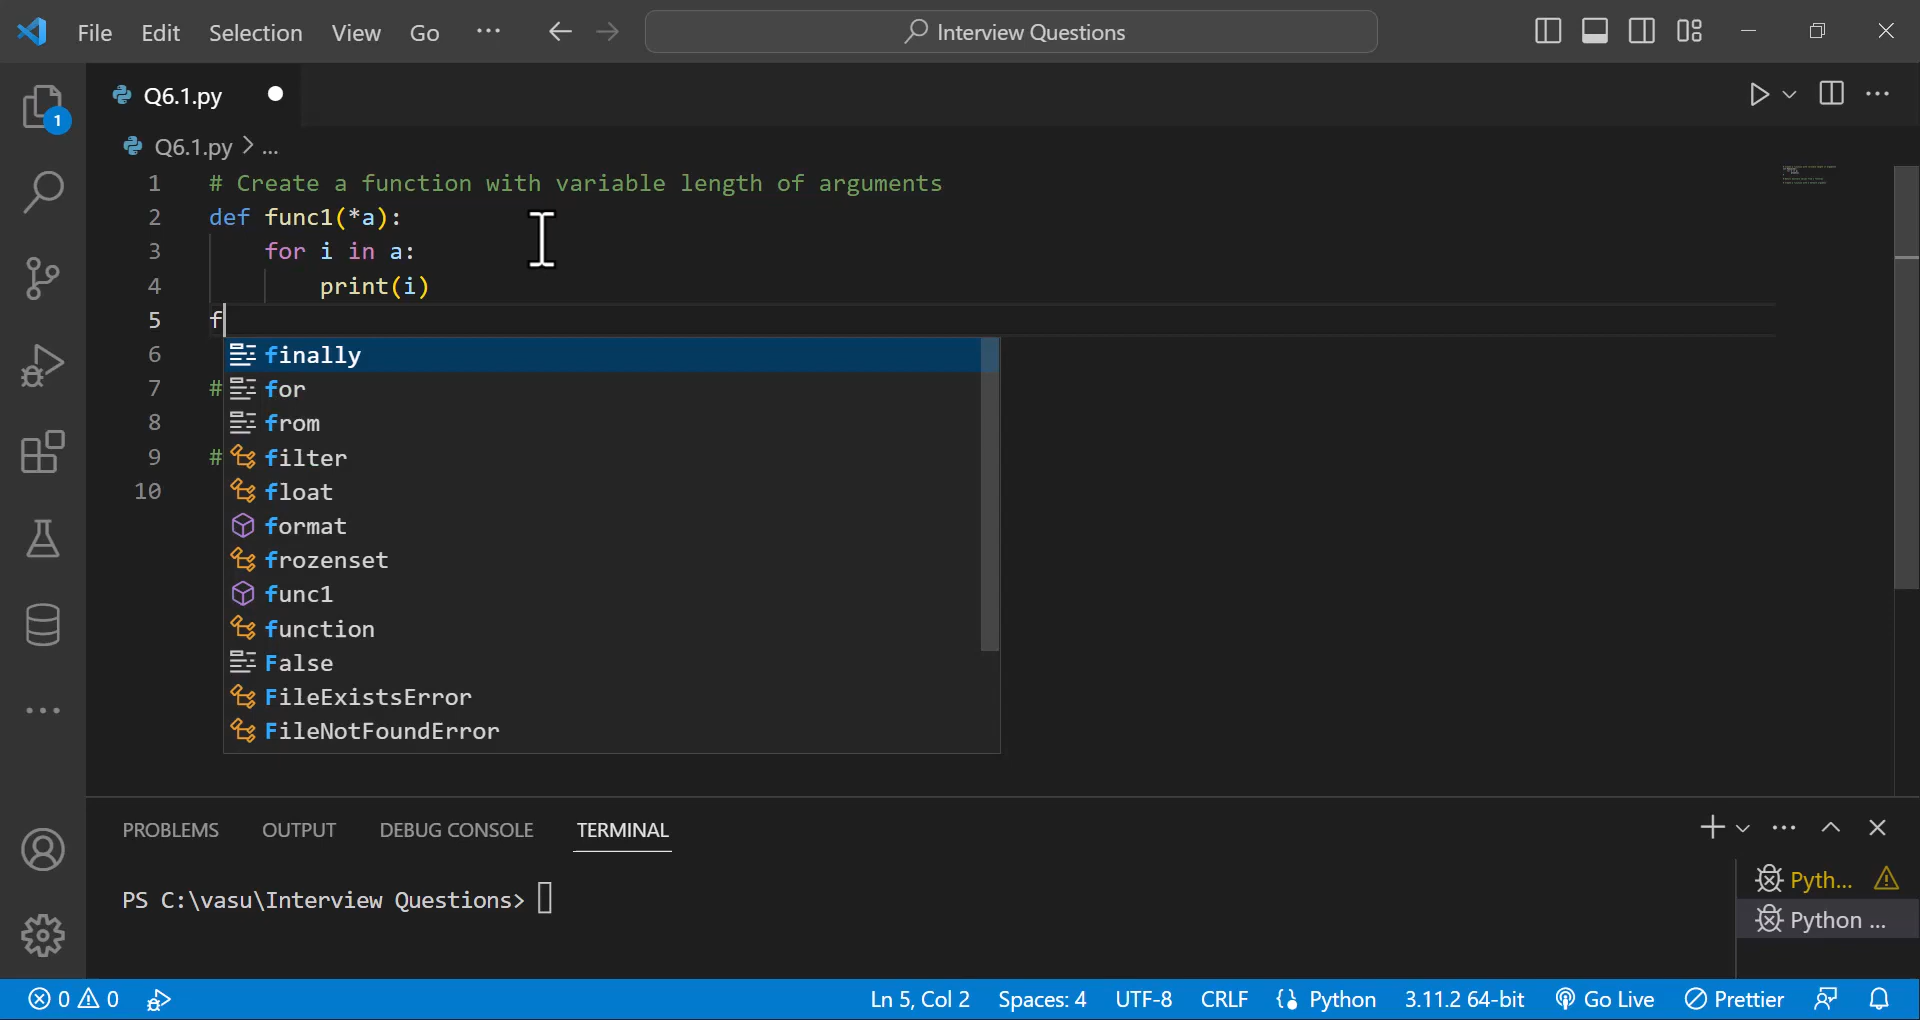 File Edit Selection View Go ... Interview Questions
Q6.1.py
1
Q6.1.py > ...
1 # Create a function with variable length of arguments
2 def func1(*a):
3 for i in a:
4 print(i)
5 f
6 finally
7 # for
8 from
9 # filter
10 float
format
frozenset
func1
function
False
FileExistsError
FileNotFoundError
PROBLEMS OUTPUT DEBUG CONSOLE TERMINAL
PS C:\vasu\Interview Questions>
Pyth...
Python ...
0 0 Ln 5, Col 2 Spaces: 4 UTF-8 CRLF Python 3.11.2 64-bit Go Live Prettier